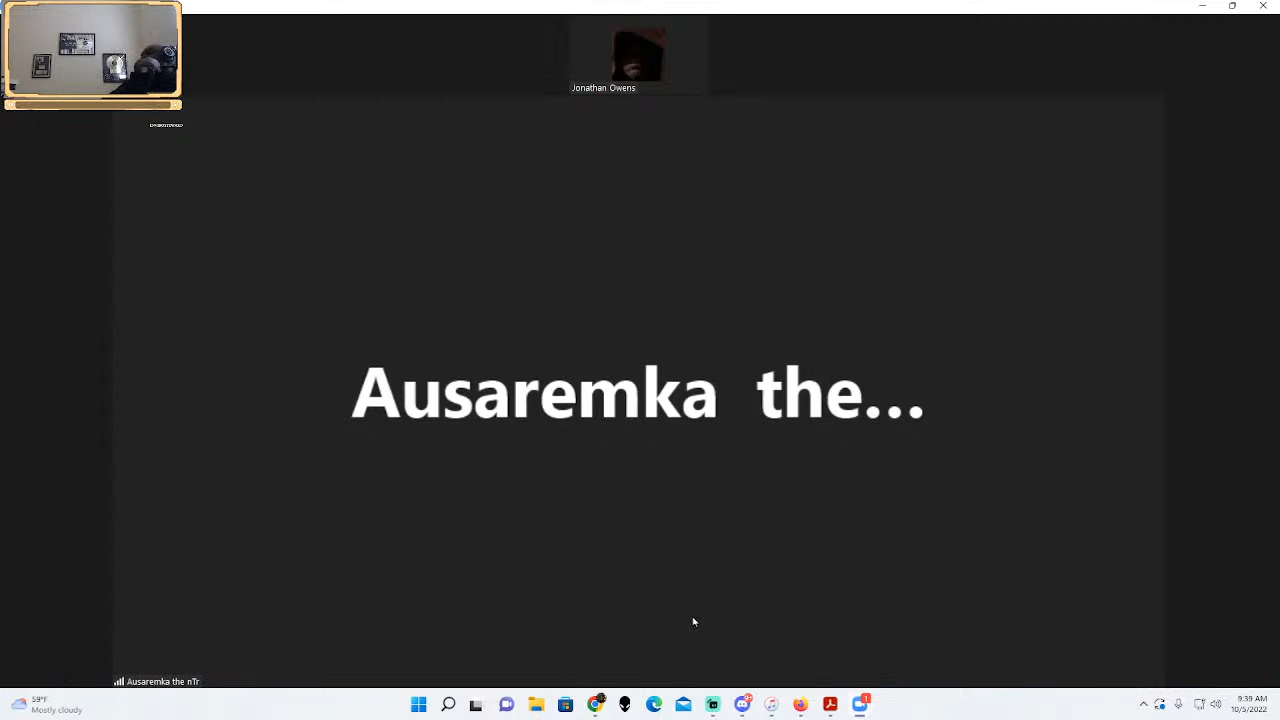 Jonathan Owens
Ausaremka the...
Ausaremka the nTr
59°F
Mostly cloudy
9:39 AM
10/5/2022